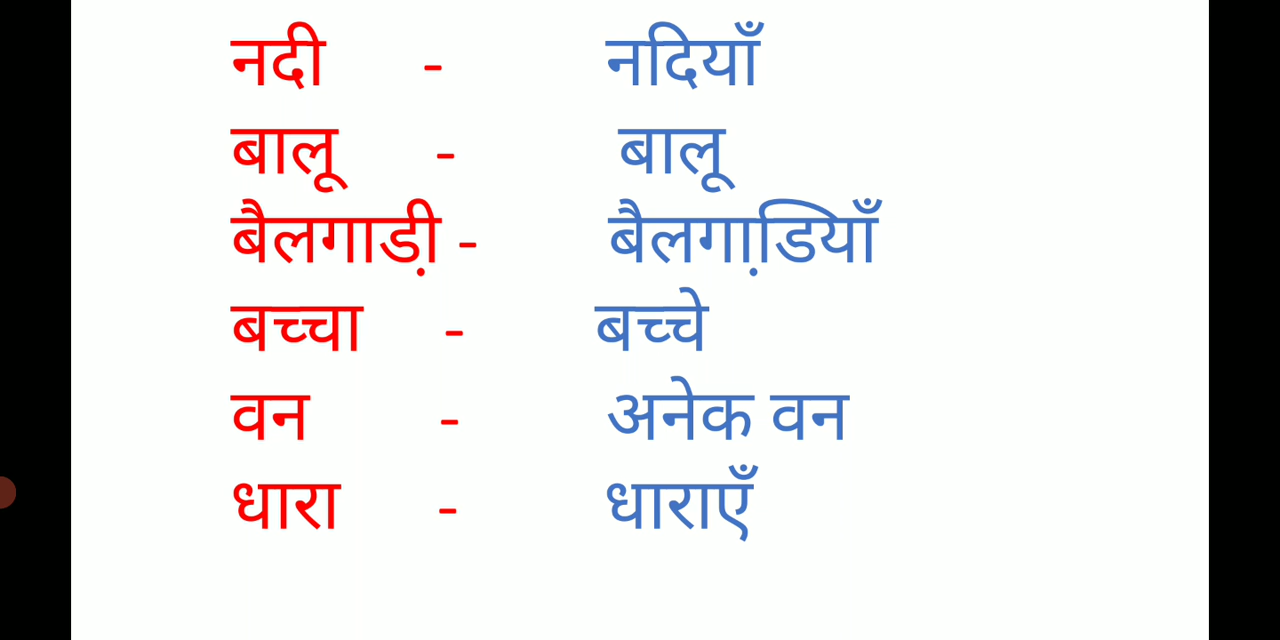 नदी - नदियाँ
बालू - बालू
बैलगाडी़ - बैलगा़डियाँ
बच्चा - बच्चे
वन - अनेक वन
धारा - धाराएँ